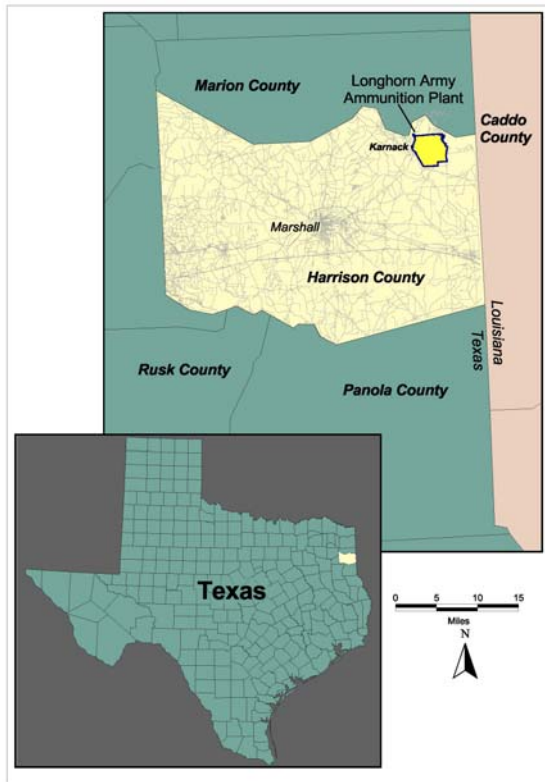 Marion County
Longhorn Army
Ammunition Plant
Caddo
County
Karnack
Marshall
Harrison County
Louisiana
Texas
Rusk County
Panola County
Texas
0 5 10 15
Miles
N